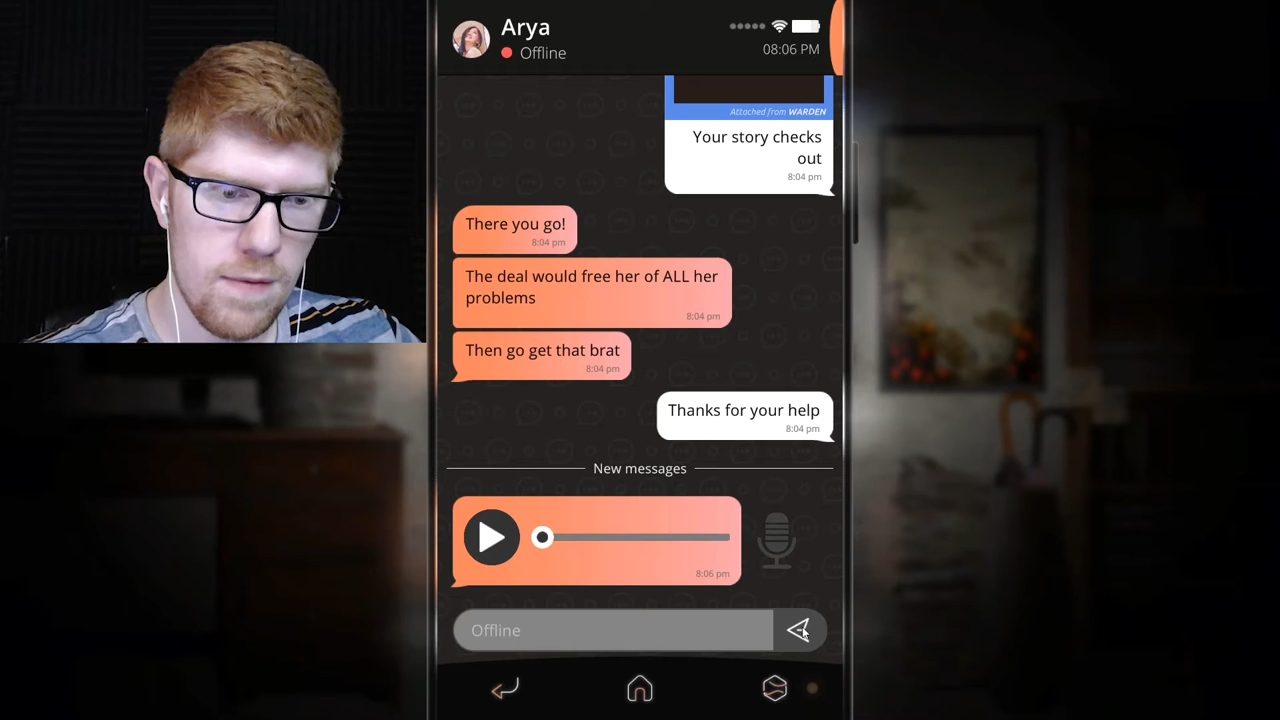 Arya
Offline
08:06 PM
Attached from WARDEN
Your story checks
out
8:04 pm
There you go!
8:04 pm
The deal would free her of ALL her
problems
8:04 pm
Then go get that brat
8:04 pm
Thanks for your help
8:04 pm
New messages
8:06 pm
Offline